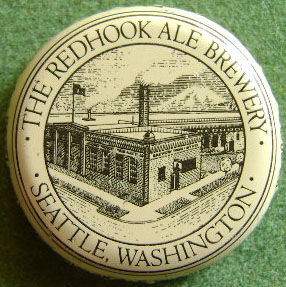 · THE REDHOOK ALE BREWERY ·
SEATTLE, WASHINGTON